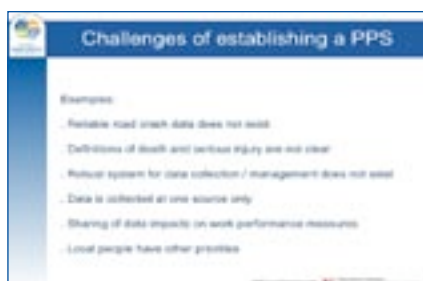 Challenges of establishing a PPS
Examples:
. Reliable road crash data does not exist
. Definitions of death and serious injury are not clear
. Robust system for data collection / management does not exist
. Data is collected at one source only
. Sharing of data impacts on work performance measures
. Local people have other priorities